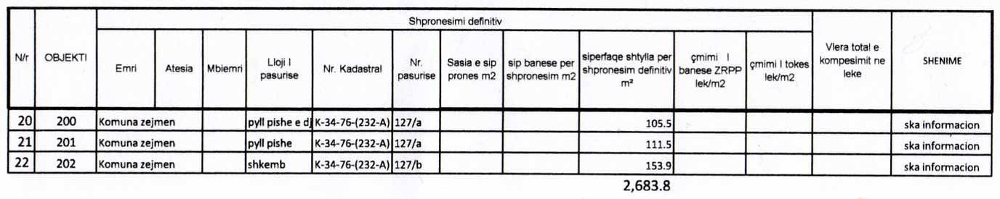 Shpronesimi definitiv
N/r OBJEKTI Emri Atesia Mbiemri Lloji I pasurise Nr. Kadastral Nr. pasurise Sasia e sip prones m2 sip banese per shpronesim m2 siperfaqe shtylla per shpronesim definitiv m² çmimi I banese ZRPP lek/m2 çmimi I tokes lek/m2 Vlera total e kompesimit ne leke SHENIME
20 200 Komuna zejmen pyll pishe e dj K-34-76-(232-A) 127/a 105.5 ska informacion
21 201 Komuna zejmen pyll pishe K-34-76-(232-A) 127/a 111.5 ska informacion
22 202 Komuna zejmen shkemb K-34-76-(232-A) 127/b 153.9 ska informacion
2,683.8